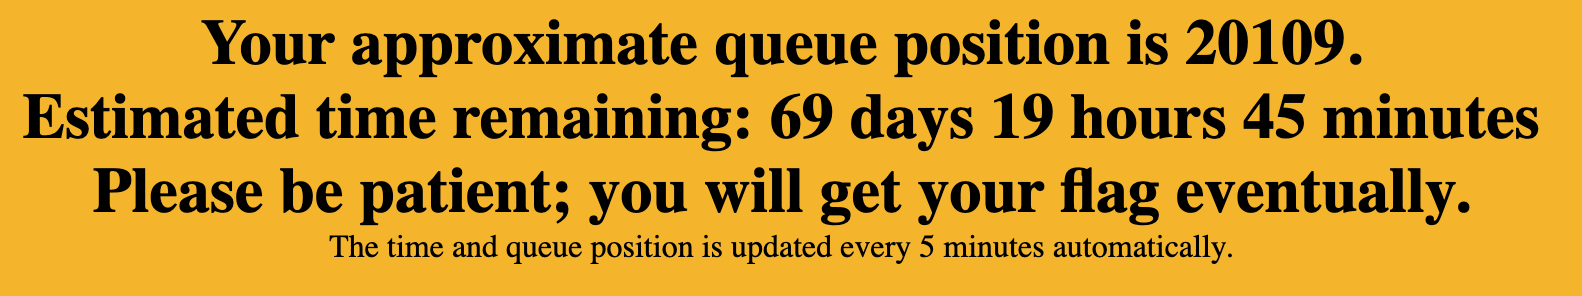 Your approximate queue position is 20109.
Estimated time remaining: 69 days 19 hours 45 minutes
Please be patient; you will get your flag eventually.
The time and queue position is updated every 5 minutes automatically.